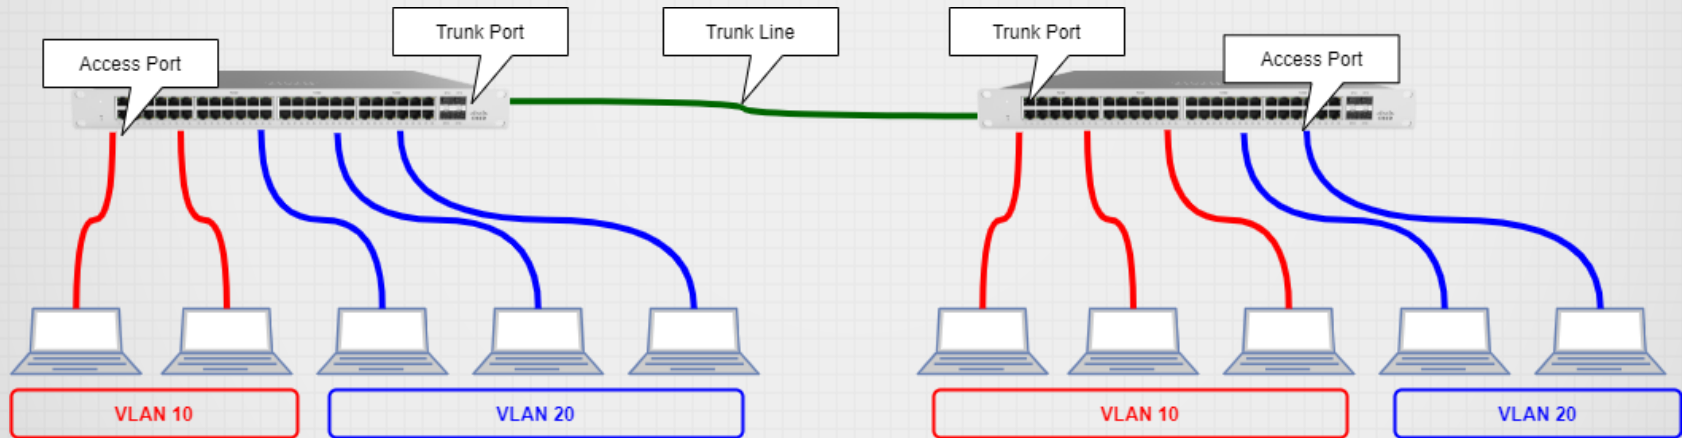 Trunk Port
Trunk Line
Trunk Port
Access Port
Access Port
VLAN 10
VLAN 20
VLAN 10
VLAN 20